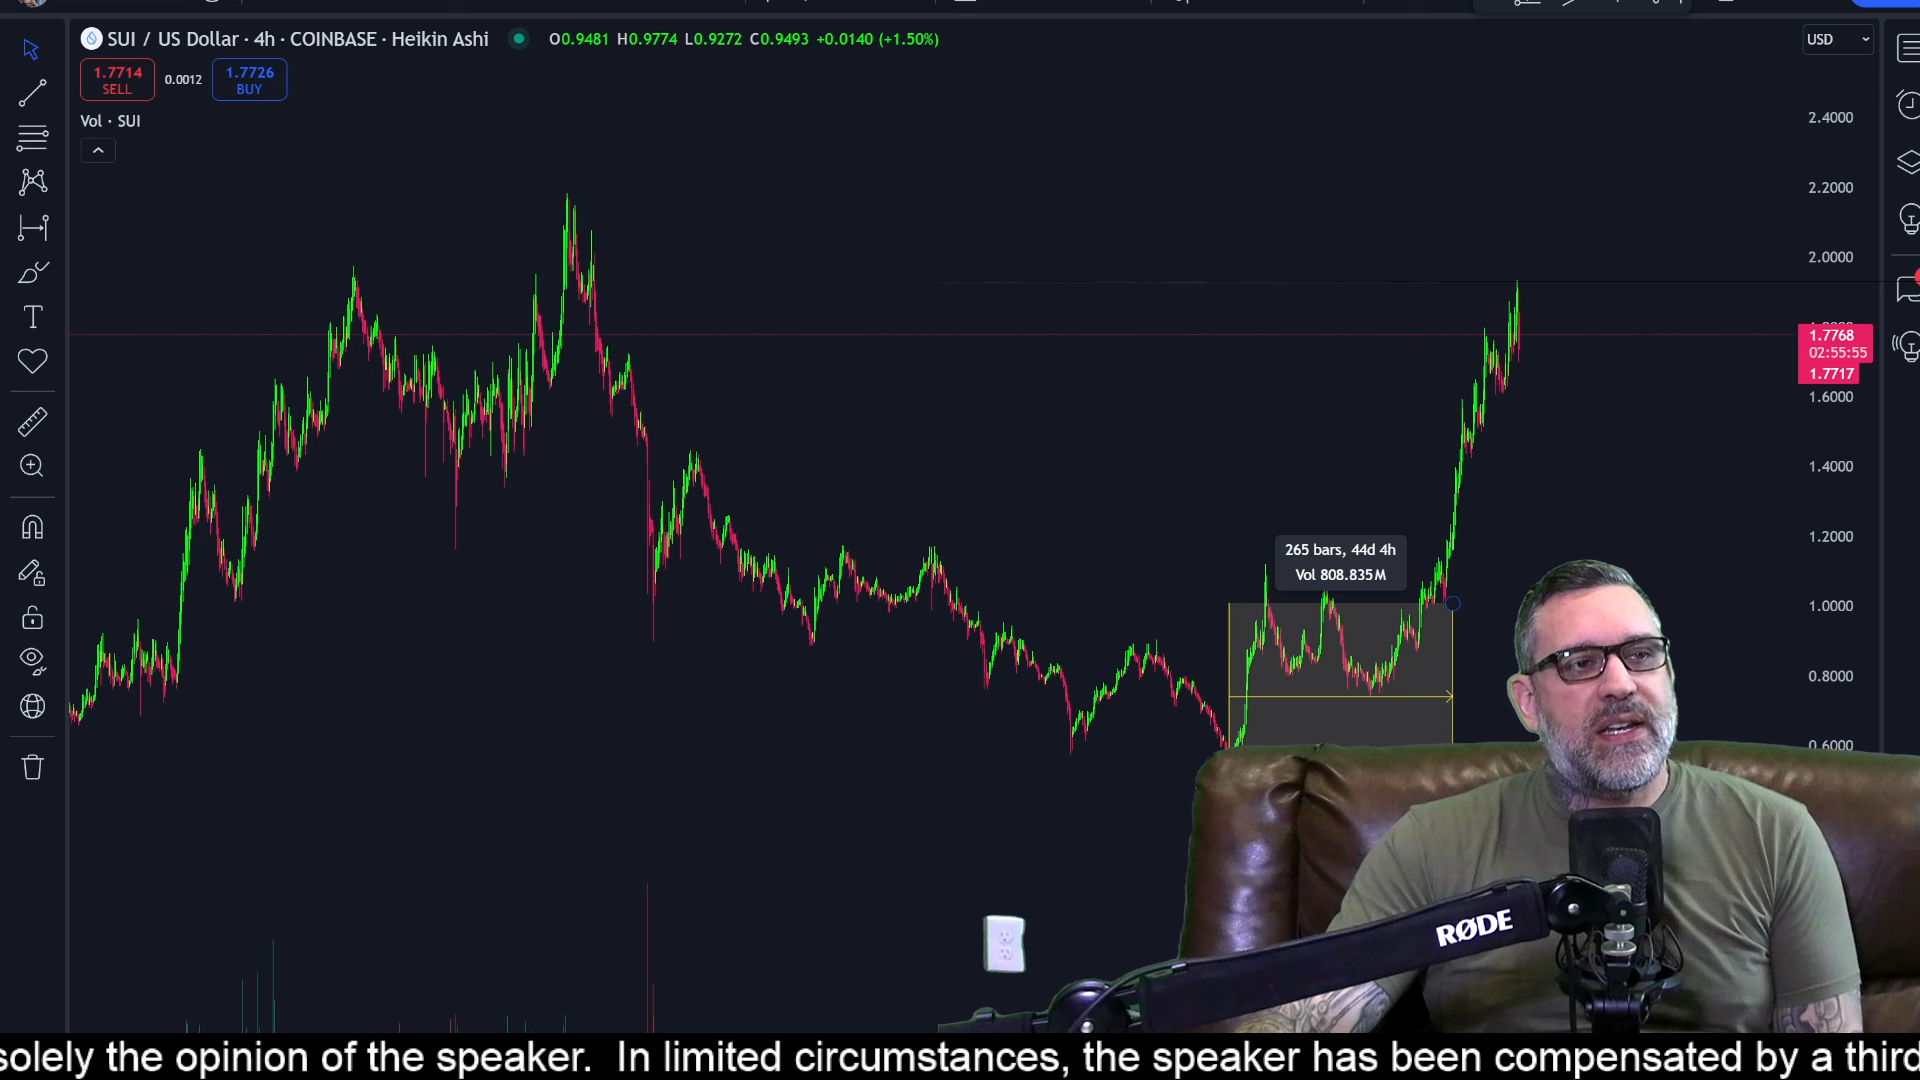 SUI / US Dollar · 4h · COINBASE · Heikin Ashi
O0.9481 H0.9774 L0.9272 C0.9493 +0.0140 (+1.50%)
USD
1.7714
SELL
0.0012
1.7726
BUY
Vol · SUI
2.4000
2.2000
2.0000
1.7768
02:55:55
1.7717
1.6000
1.4000
1.2000
1.0000
0.8000
0.6000
265 bars, 44d 4h
Vol 808.835M
RØDE
solely the opinion of the speaker. In limited circumstances, the speaker has been compensated by a third